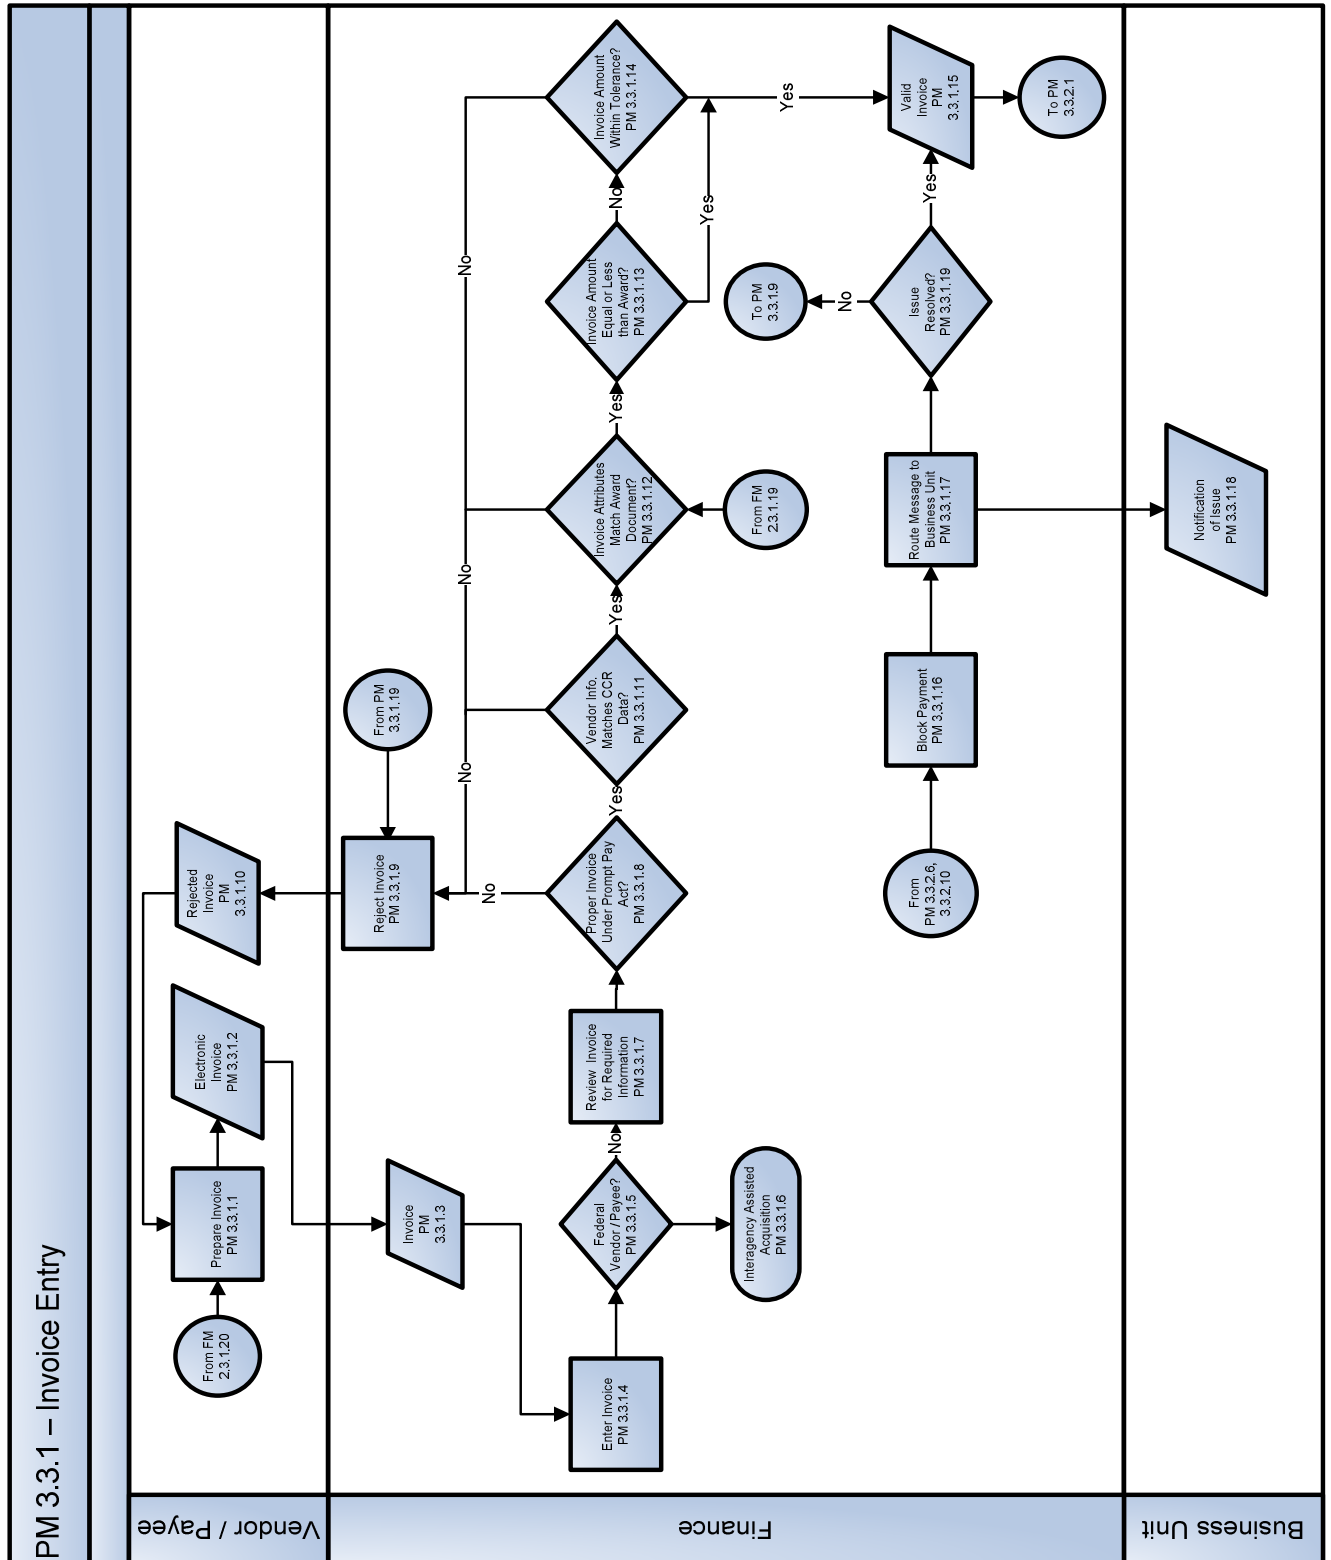 PM 3.3.1 – Invoice Entry
Vendor / Payee
From FM
2.3.1.20
Prepare Invoice
PM 3.3.1.1
Electronic
Invoice
PM 3.3.1.2
Rejected
Invoice
PM
3.3.1.10
Finance
Invoice
PM
3.3.1.3
Reject Invoice
PM 3.3.1.9
From PM
3.3.1.19
No
No
No
No
Enter Invoice
PM 3.3.1.4
Federal
Vendor / Payee?
PM 3.3.1.5
No
Review Invoice
for Required
Information
PM 3.3.1.7
Proper Invoice
Under Prompt Pay
Act?
PM 3.3.1.8
Yes
Vendor Info.
Matches CCR
Data?
PM 3.3.1.11
Yes
Invoice Attributes
Match Award
Document?
PM 3.3.1.12
Yes
Invoice Amount
Equal or Less
than Award?
PM 3.3.1.13
No
Invoice Amount
Within Tolerance?
PM 3.3.1.14
Yes
Yes
Interagency Assisted
Acquisition
PM 3.3.1.6
From FM
2.3.1.19
To PM
3.3.1.9
No
From
PM 3.3.2.6,
3.3.2.10
Block Payment
PM 3.3.1.16
Route Message to
Business Unit
PM 3.3.1.17
Issue
Resolved?
PM 3.3.1.19
Yes
Valid
Invoice
PM
3.3.1.15
To PM
3.3.2.1
Business Unit
Notification
of Issue
PM 3.3.1.18